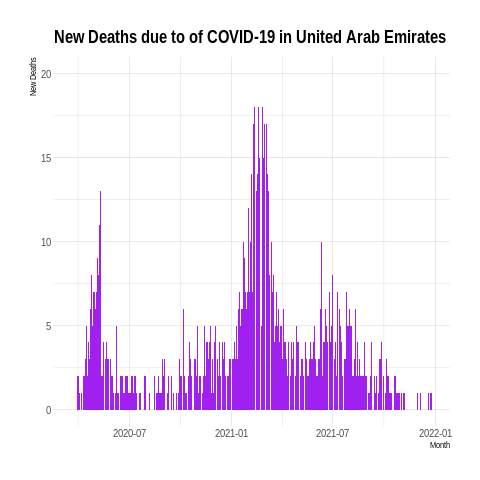 New Deaths due to of COVID-19 in United Arab Emirates
New Deaths
20
15
10
5
0
2020-07 2021-01 2021-07 2022-01
Month